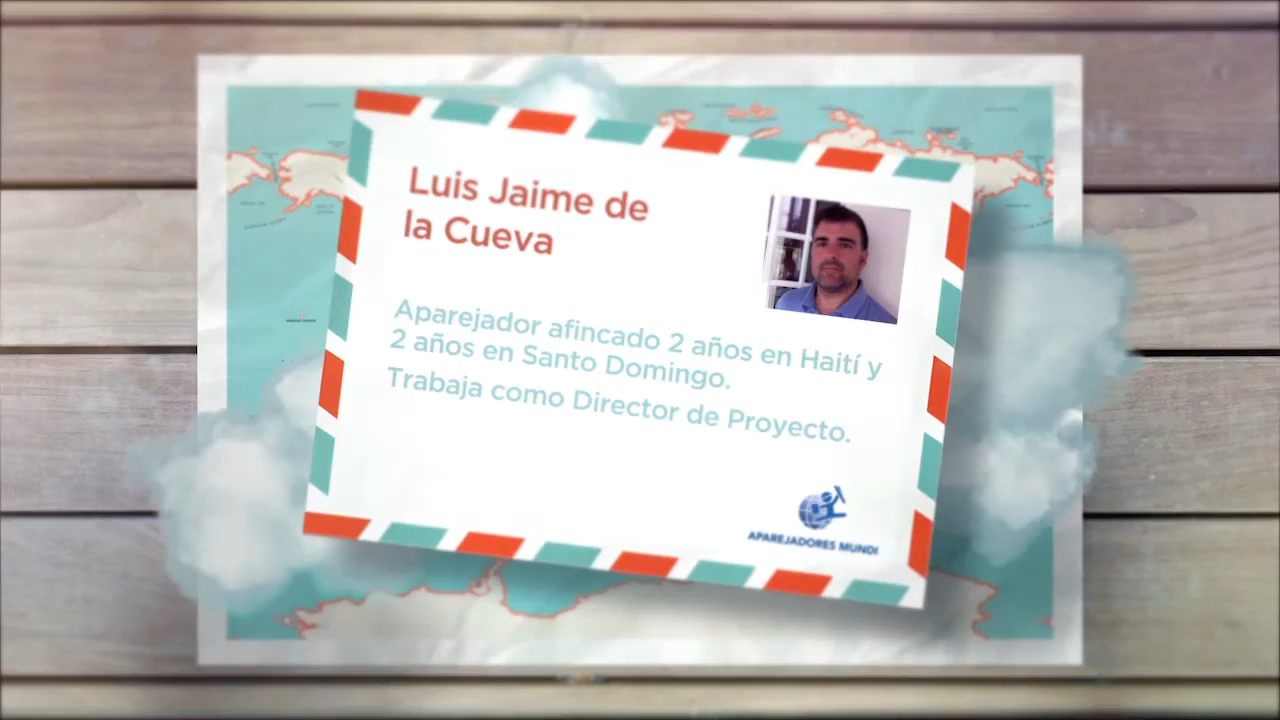 Luis Jaime de
la Cueva
Aparejador afincado 2 años en Haití y
2 años en Santo Domingo.
Trabaja como Director de Proyecto.
APAREJADORES MUNDI